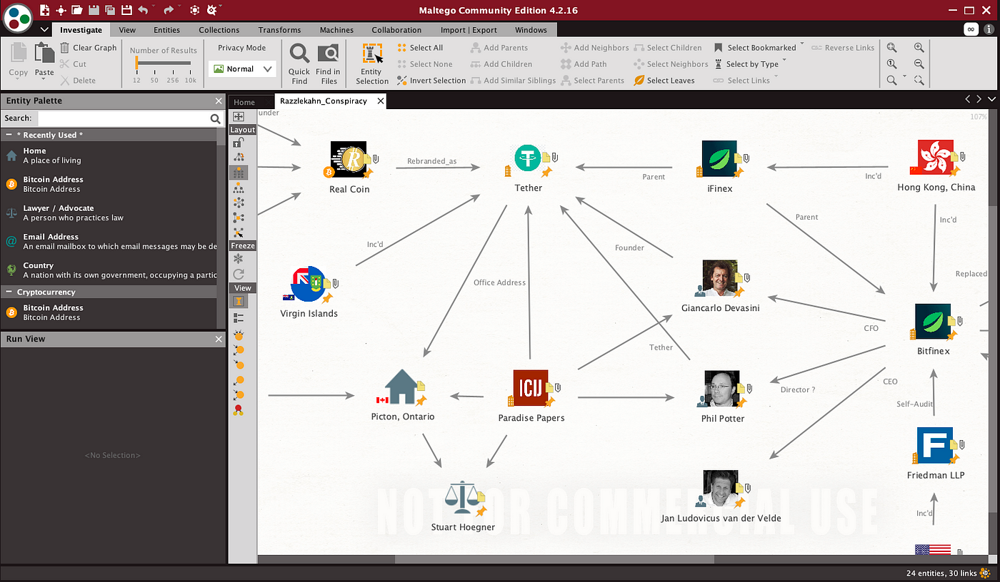 Maltego Community Edition 4.2.16
Investigate View Entities Collections Transforms Machines Collaboration Import | Export Windows
Copy
Paste
Clear Graph
Cut
Delete
Number of Results
12 50 256 10k
Privacy Mode
Normal
Quick
Find
Find in
Files
Entity
Selection
Select All
Select None
Invert Selection
Add Parents
Add Children
Add Similar Siblings
Add Neighbors
Add Path
Select Parents
Select Children
Select Neighbors
Select Leaves
Select Bookmarked
Select by Type
Select Links
Reverse Links
Entity Palette
Search:
* Recently Used *
Home
A place of living
Bitcoin Address
Bitcoin Address
Lawyer / Advocate
A person who practices law
Email Address
An email mailbox to which email messages may be de
Country
A nation with its own government, occupying a partic
Cryptocurrency
Bitcoin Address
Bitcoin Address
Run View
<No Selection>
Home
Razzlekahn_Conspiracy
Layout
Freeze
View
107%
under
Real Coin
Rebranded_as
Tether
Parent
iFinex
Inc'd
Hong Kong, China
Inc'd
Parent
Inc'd
Founder
Replaced
Virgin Islands
Office Address
Giancarlo Devasini
CFO
Bitfinex
Tether
ICIJ
Director ?
CEO
Self-Audit
Picton, Ontario
Paradise Papers
Phil Potter
F
Friedman LLP
Inc'd
Stuart Hoegner
Jan Ludovicus van der Velde
NOT FOR COMMERCIAL USE
24 entities, 30 links